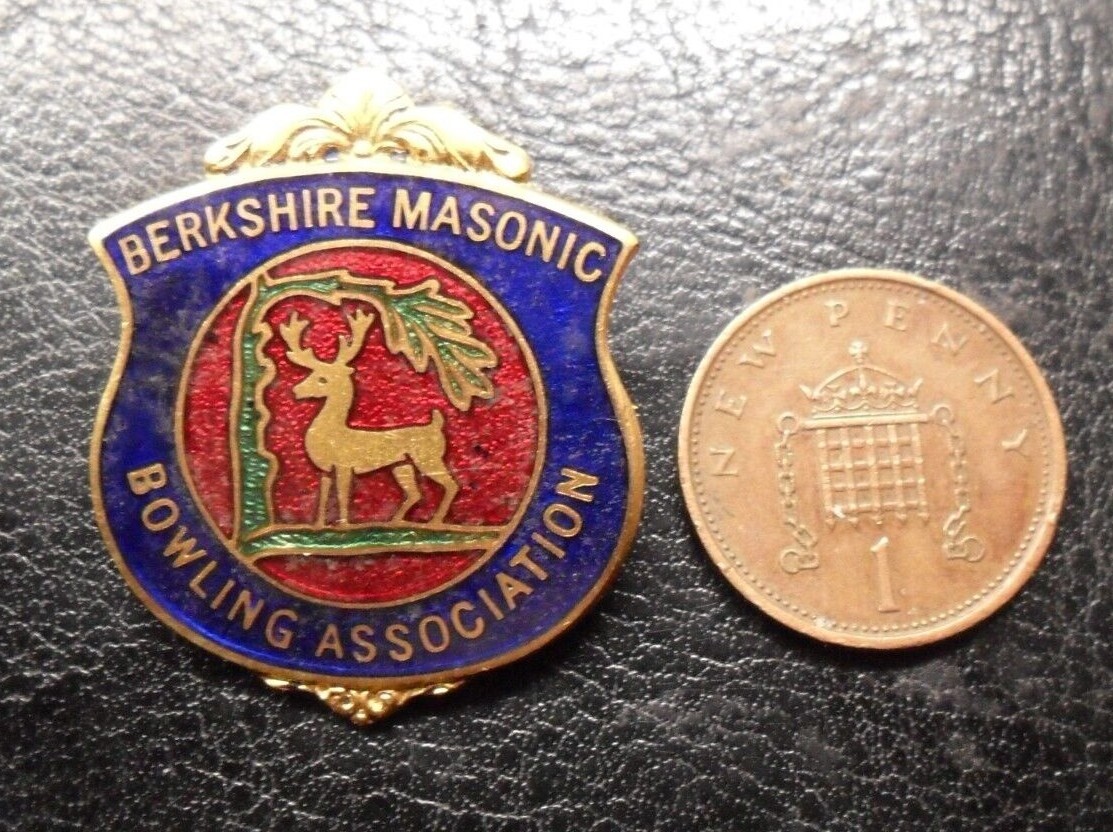 BERKSHIRE MASONIC
BOWLING ASSOCIATION
NEW PENNY
1